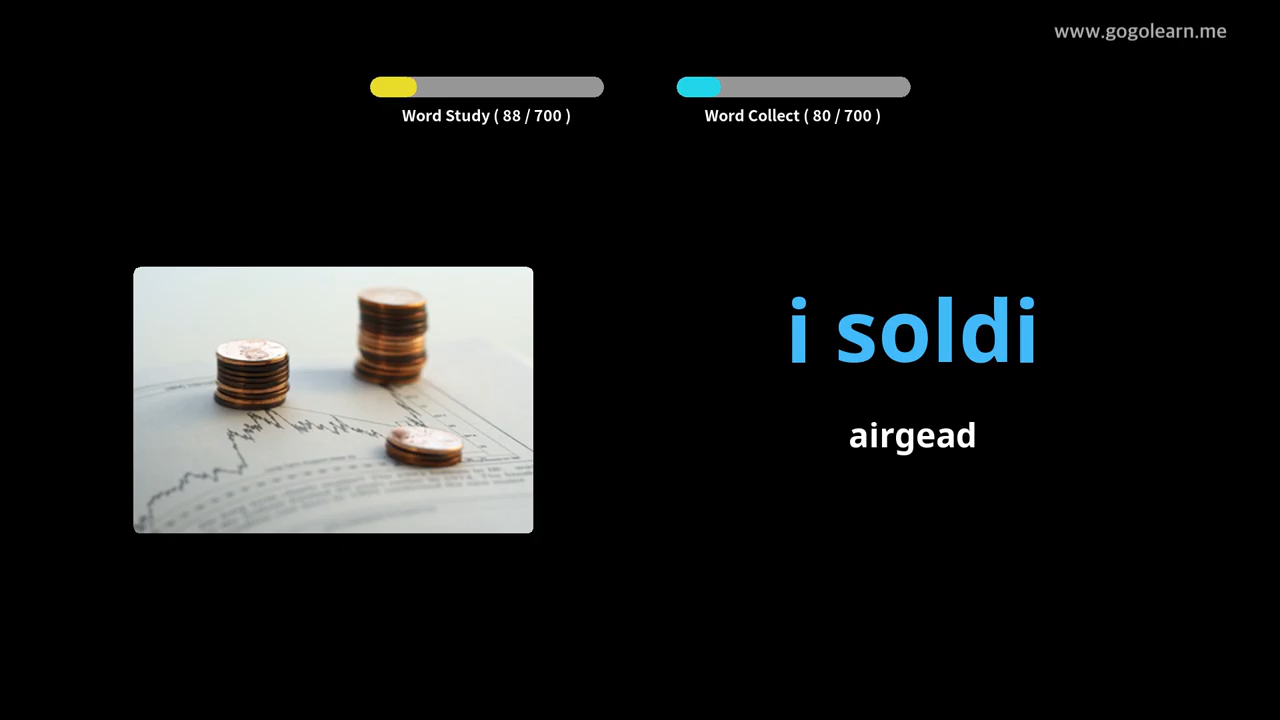 www.gogolearn.me
Word Study ( 88 / 700 )
Word Collect ( 80 / 700 )
i soldi
airgead